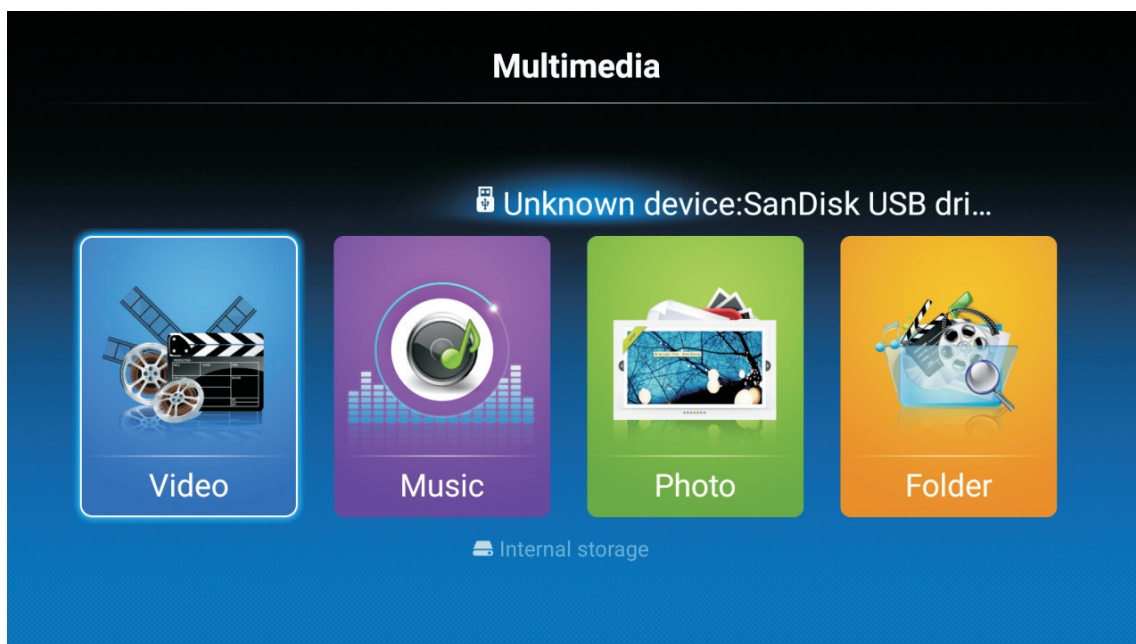 Multimedia
Unknown device:SanDisk USB dri...
Video
Music
Photo
Folder
Internal storage